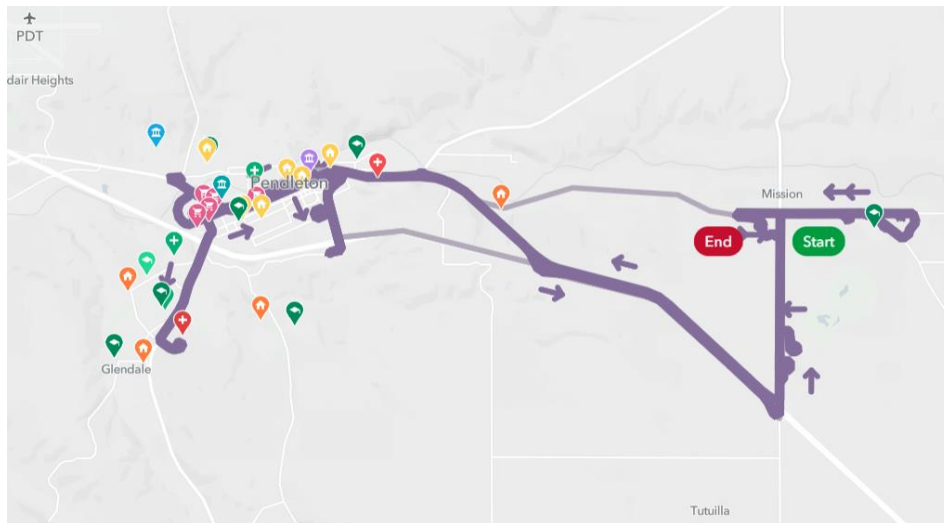 PDT
dair Heights
Pendleton
Mission
End
Start
Glendale
Tutuilla